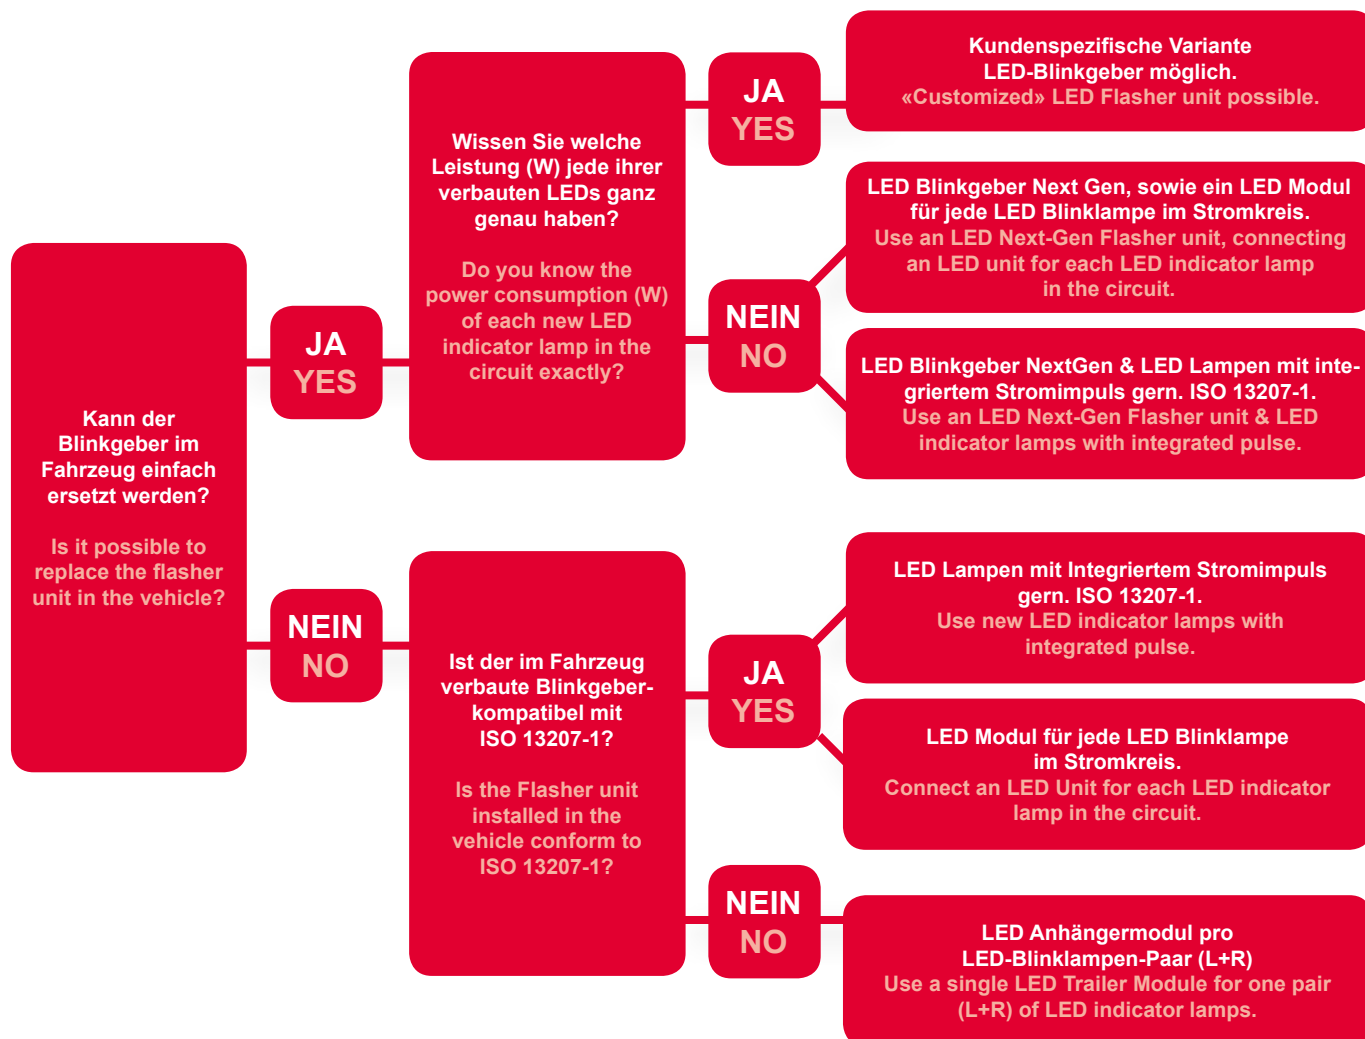 Kann der
Blinkgeber im
Fahrzeug einfach
ersetzt werden?
Is it possible to
replace the flasher
unit in the vehicle?
JA
YES
Wissen Sie welche
Leistung (W) jede ihrer
verbauten LEDs ganz
genau haben?
Do you know the
power consumption (W)
of each new LED
indicator lamp in the
circuit exactly?
JA
YES
Kundenspezifische Variante
LED-Blinkgeber möglich.
«Customized» LED Flasher unit possible.
NEIN
NO
LED Blinkgeber Next Gen, sowie ein LED Modul
für jede LED Blinklampe im Stromkreis.
Use an LED Next-Gen Flasher unit, connecting
an LED unit for each LED indicator lamp
in the circuit.
LED Blinkgeber NextGen & LED Lampen mit inte-
griertem Stromimpuls gern. ISO 13207-1.
Use an LED Next-Gen Flasher unit & LED
indicator lamps with integrated pulse.
NEIN
NO
Ist der im Fahrzeug
verbaute Blinkgeber-
kompatibel mit
ISO 13207-1?
Is the Flasher unit
installed in the
vehicle conform to
ISO 13207-1?
JA
YES
LED Lampen mit Integriertem Stromimpuls
gern. ISO 13207-1.
Use new LED indicator lamps with
integrated pulse.
LED Modul für jede LED Blinklampe
im Stromkreis.
Connect an LED Unit for each LED indicator
lamp in the circuit.
NEIN
NO
LED Anhängermodul pro
LED-Blinklampen-Paar (L+R)
Use a single LED Trailer Module for one pair
(L+R) of LED indicator lamps.